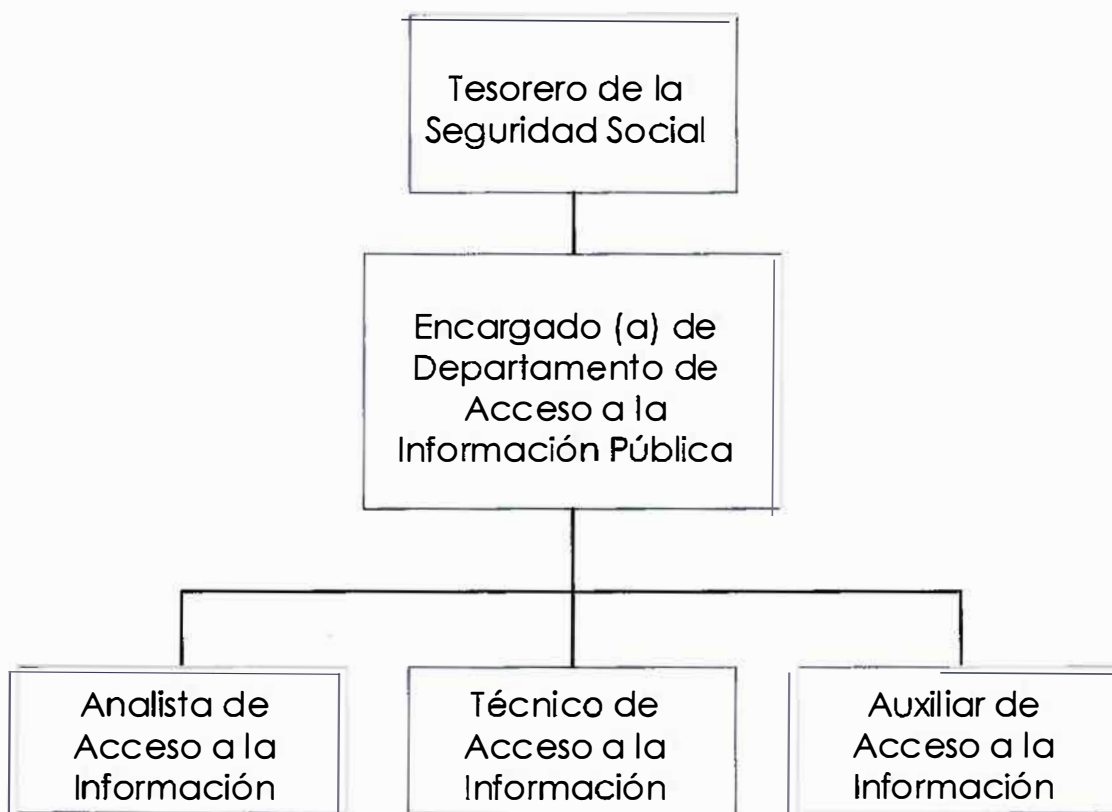 Tesorero de la
Seguridad Social
Encargado (a) de
Departamento de
Acceso a la
Información Pública
Analista de
Acceso a la
Información
Técnico de
Acceso a la
Información
Auxiliar de
Acceso a la
Información